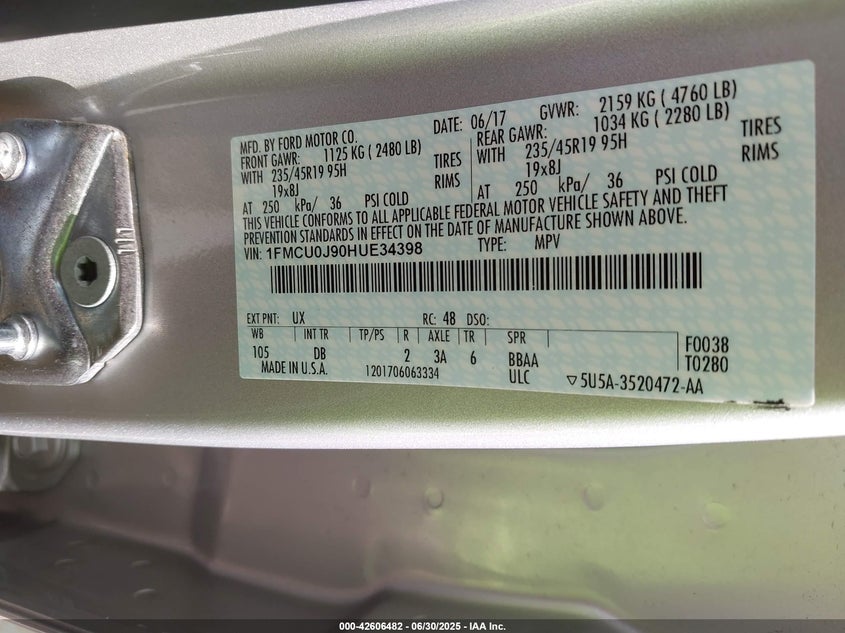 MFD. BY FORD MOTOR CO. DATE: 06/17 GVWR: 2159 KG ( 4760 LB)
FRONT GAWR: 1125 KG ( 2480 LB) REAR GAWR: 1034 KG ( 2280 LB)
WITH 235/45R19 95H TIRES WITH 235/45R19 95H TIRES
19x8J RIMS 19x8J RIMS
AT 250 kPa/ 36 PSI COLD AT 250 kPa/ 36 PSI COLD
THIS VEHICLE CONFORMS TO ALL APPLICABLE FEDERAL MOTOR VEHICLE SAFETY AND THEFT
PREVENTION STANDARDS IN EFFECT ON THE DATE OF MANUFACTURE SHOWN ABOVE.
VIN: 1FMCU0J90HUE34398 TYPE: MPV
EXT PNT: UX RC: 48 DSO:
WB INT TR TP/PS R AXLE TR SPR F0038
105 DB 2 3A 6 BBAA T0280
MADE IN U.S.A. 1201706063334 ULC ▽5U5A-3520472-AA
000-42606482 - 06/30/2025 - IAA Inc.